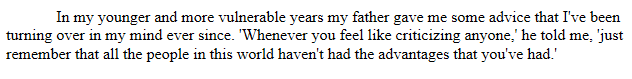 In my younger and more vulnerable years my father gave me some advice that I've been
turning over in my mind ever since. 'Whenever you feel like criticizing anyone,' he told me, 'just
remember that all the people in this world haven't had the advantages that you've had.'